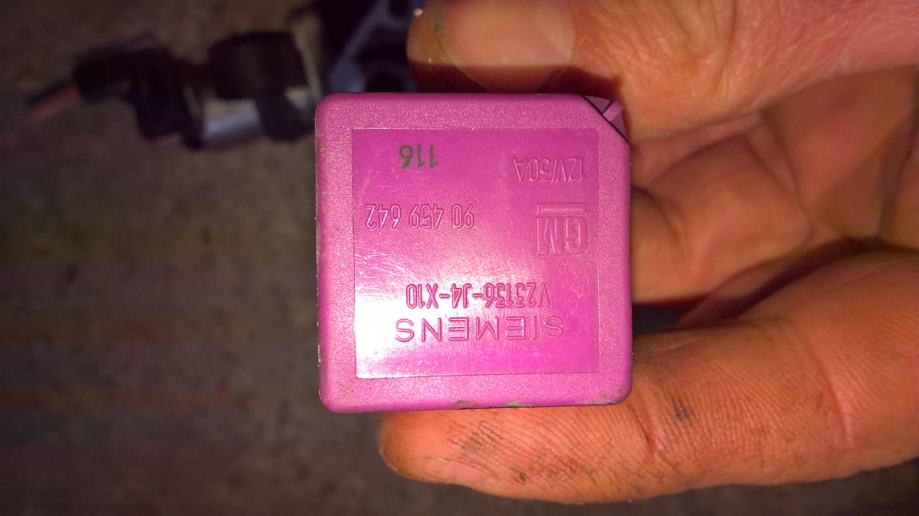 SIEMENS
V23136-J4-X10
GM 90 459 642
12V/50A 116